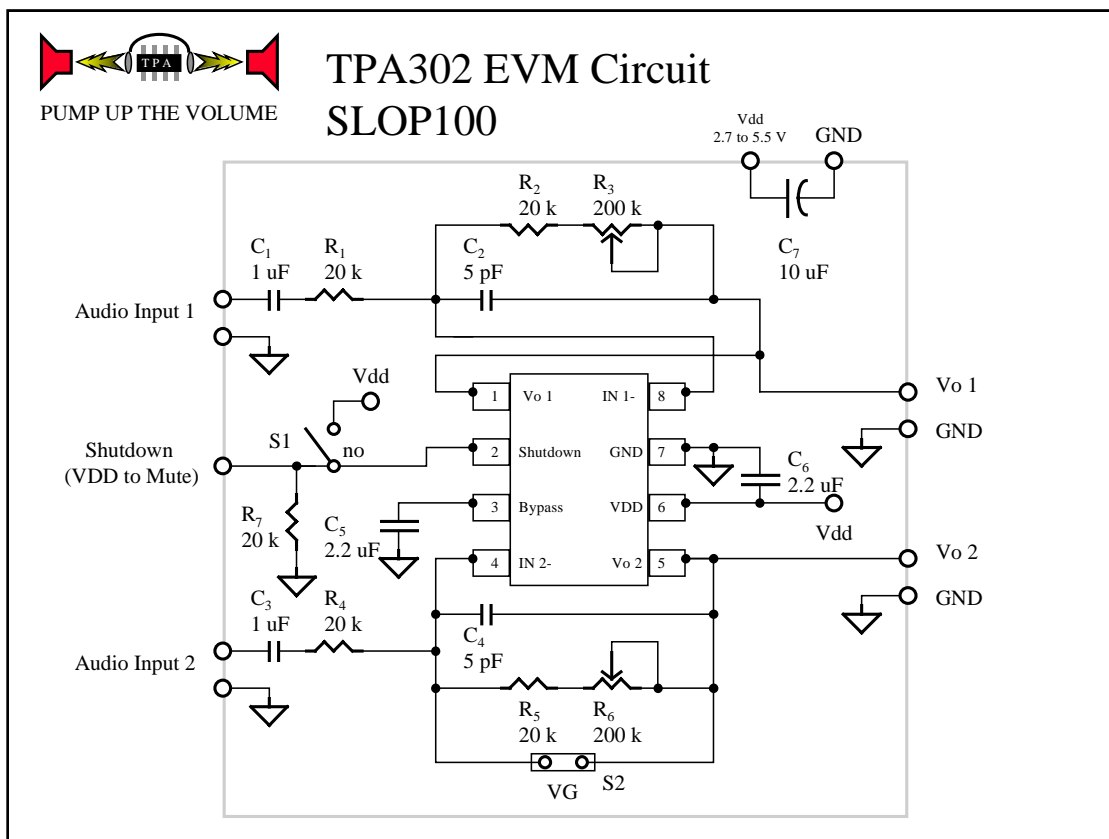 TPA
PUMP UP THE VOLUME
TPA302 EVM Circuit
SLOP100
Vdd
2.7 to 5.5 V
GND
C7
10 uF
R2
20 k
R3
200 k
C1
1 uF
R1
20 k
C2
5 pF
Audio Input 1
Vdd
S1
no
Shutdown
(VDD to Mute)
R7
20 k
C5
2.2 uF
1
Vo 1
IN 1-
8
2
Shutdown
GND
7
3
Bypass
VDD
6
4
IN 2-
Vo 2
5
C6
2.2 uF
Vdd
Vo 1
GND
Vo 2
GND
C3
1 uF
R4
20 k
C4
5 pF
Audio Input 2
R5
20 k
R6
200 k
VG
S2